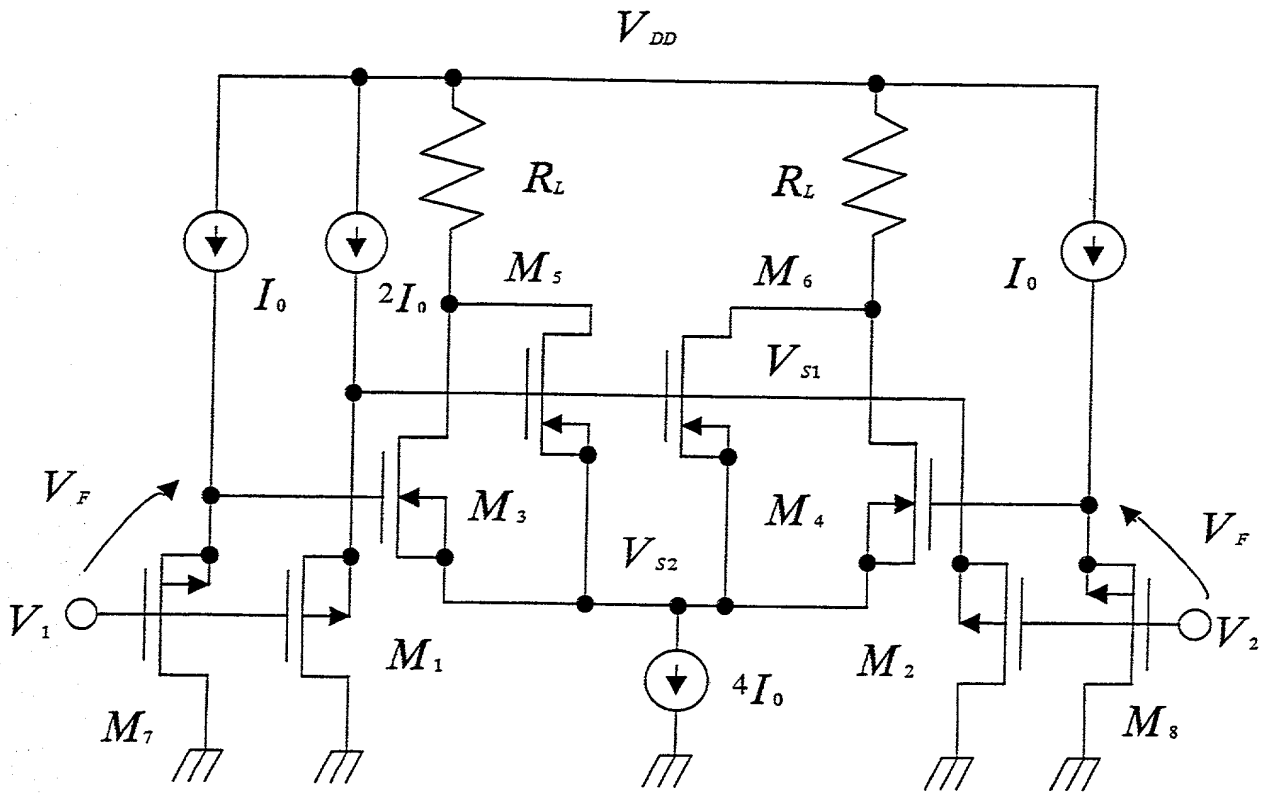 V_DD
R_L R_L
M_5 M_6
I_0 2I_0 I_0
V_S1
V_F M_3 M_4 V_F
V_S2
V_1 M_1 M_2 V_2
4I_0
M_7 M_8